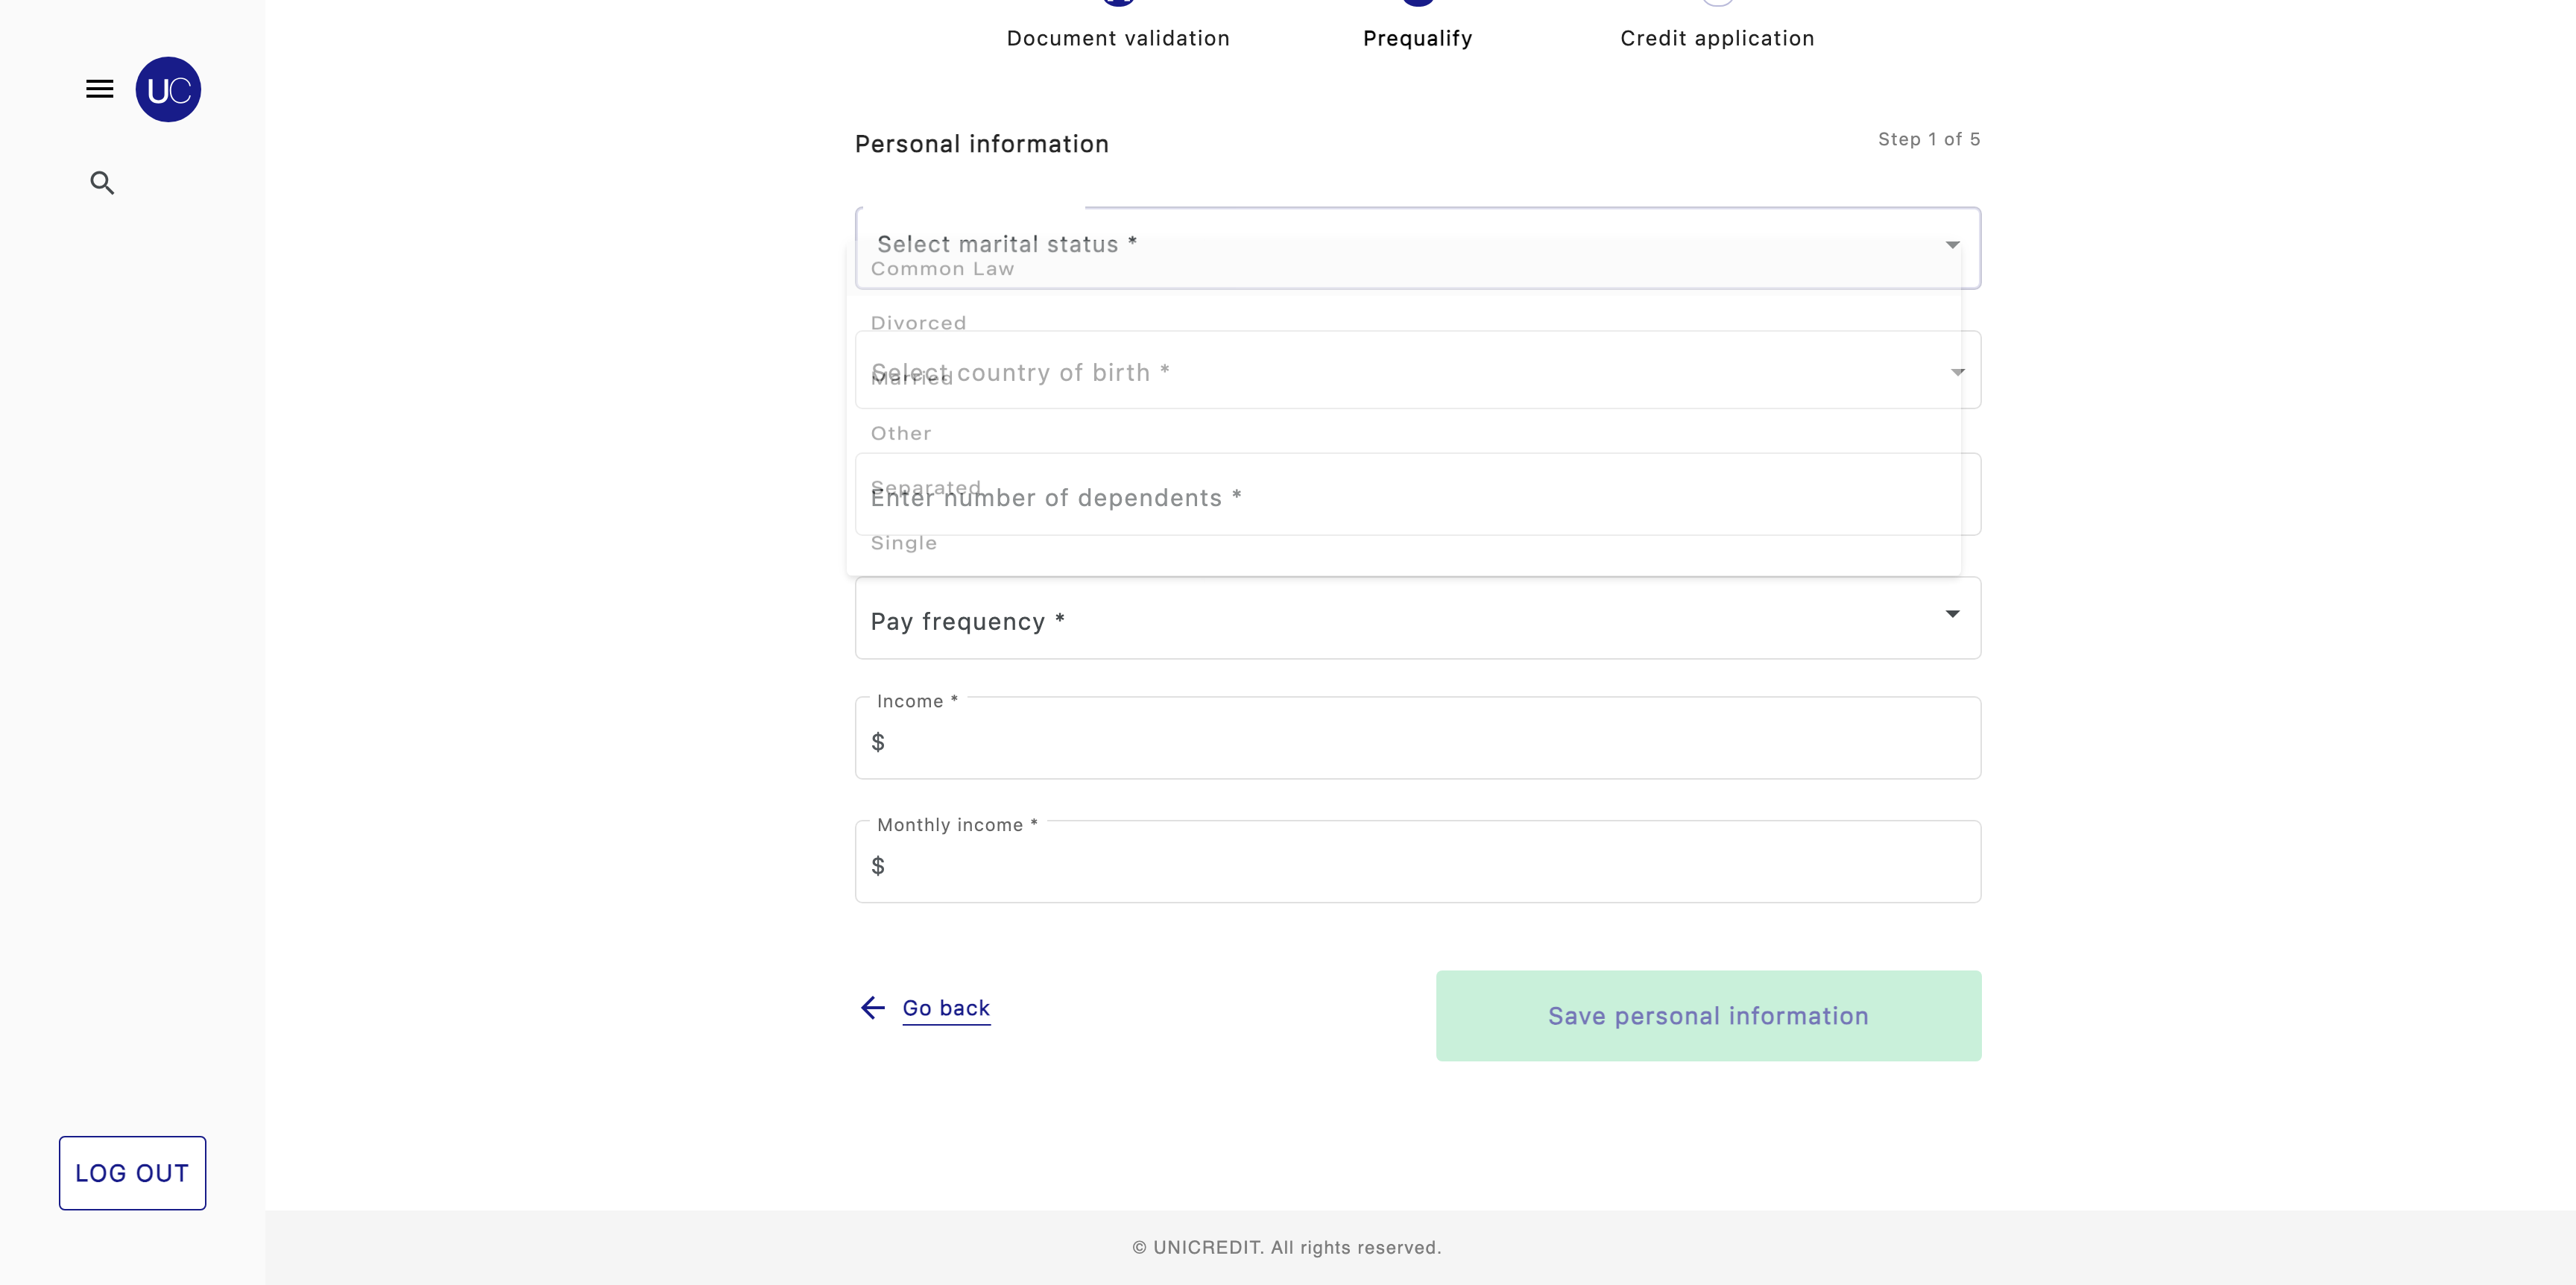 Document validation
Prequalify
Credit application
UC
Personal information
Step 1 of 5
Select marital status *
Common Law
Divorced
Select country of birth *
Married
Other
Separated
Enter number of dependents *
Single
Pay frequency *
Income *
$
Monthly income *
$
Go back
Save personal information
LOG OUT
© UNICREDIT. All rights reserved.